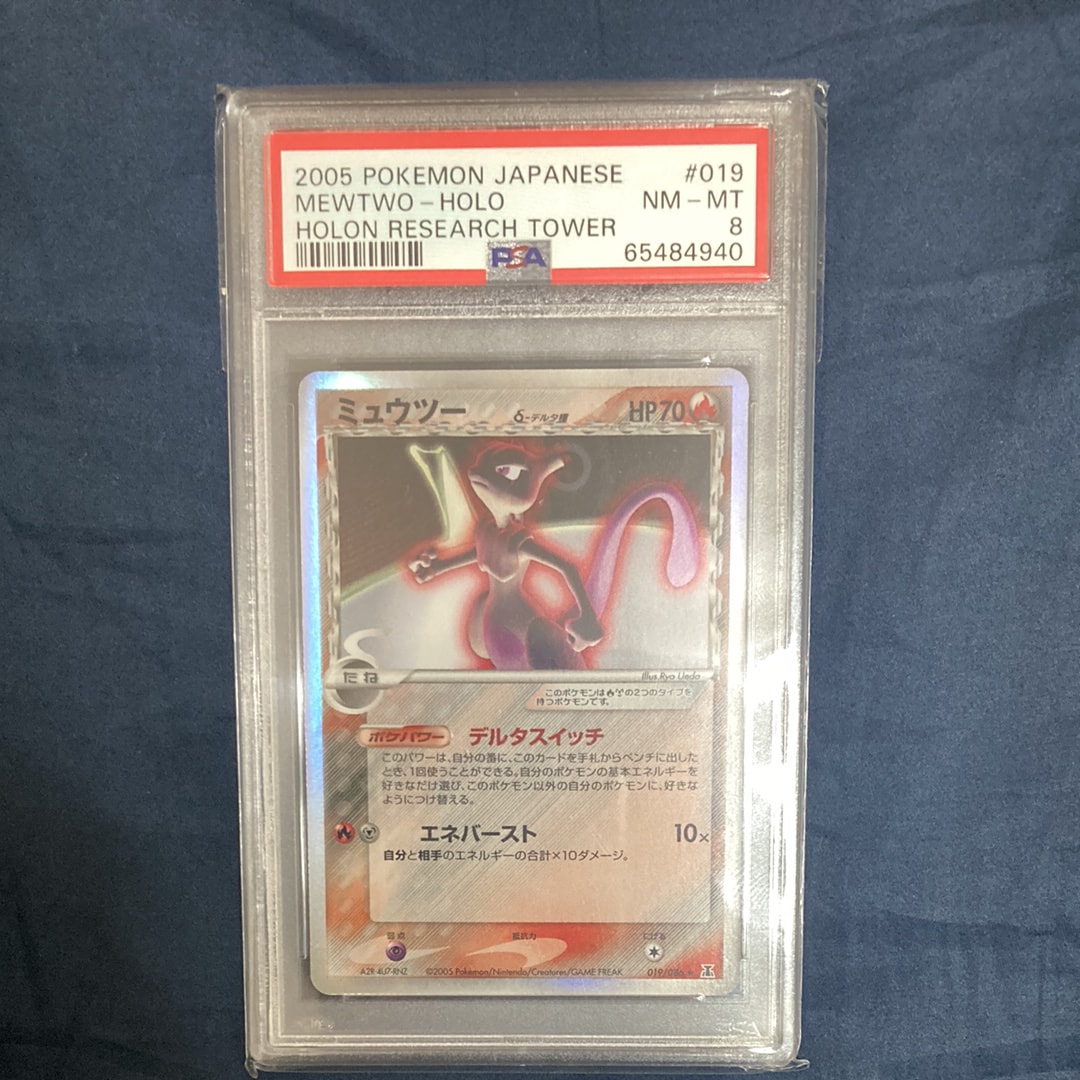 2005 POKEMON JAPANESE #019
MEWTWO-HOLO NM-MT
HOLON RESEARCH TOWER 8
PSA 65484940
ミュウツー δ-デルタ種 HP70
たね
Illus.Ryo Ueda
このポケモンはの2つのタイプを
持つポケモンです。
ポケパワー デルタスイッチ
このパワーは、自分の番に、このカードを手札からベンチに出した
とき、1回使うことができる。自分のポケモンの基本エネルギーを
好きなだけ選び、このポケモン以外の自分のポケモンに、好きな
ようにつけ替える。
エネバースト 10×
自分と相手のエネルギーの合計×10ダメージ。
弱点 抵抗力 にげる
A2R-4U7-RNZ ©2005 Pokémon/Nintendo/Creatures/GAME FREAK 019/086